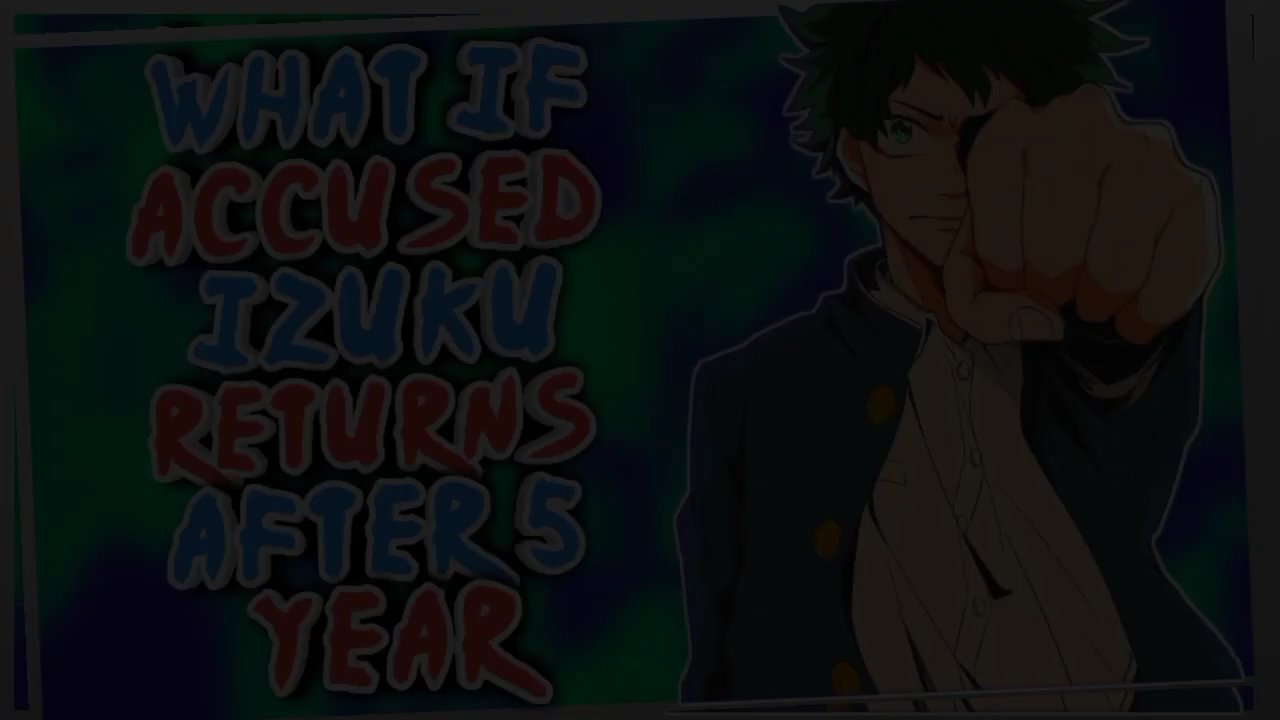 WHAT IF
ACCUSED
IZUKU
RETURNS
AFTER 5
YEAR